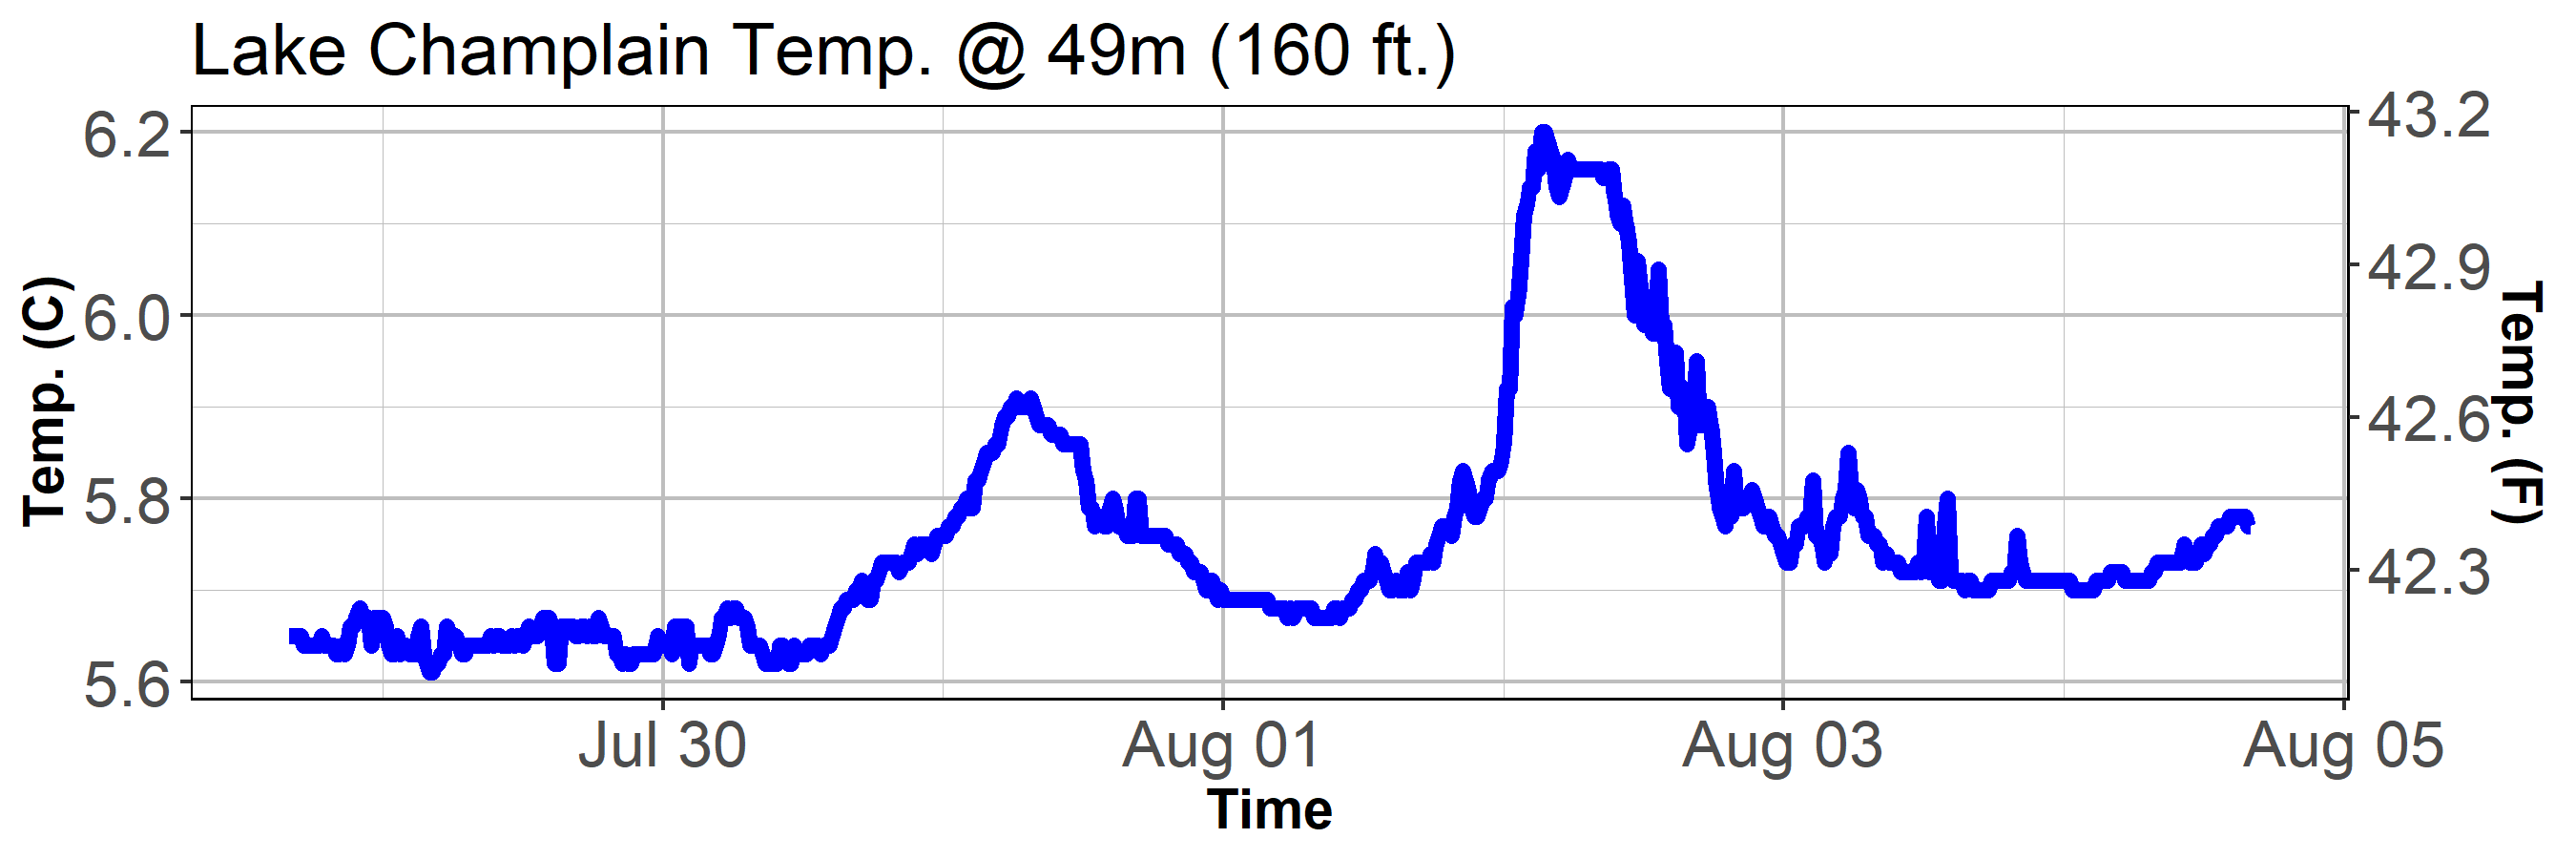 Lake Champlain Temp. @ 49m (160 ft.)
Temp. (C)
6.2
6.0
5.8
5.6
43.2
42.9
42.6
42.3
Temp. (F)
Jul 30 Aug 01 Aug 03 Aug 05
Time